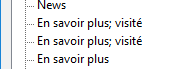 News
En savoir plus; visité
En savoir plus; visité
En savoir plus